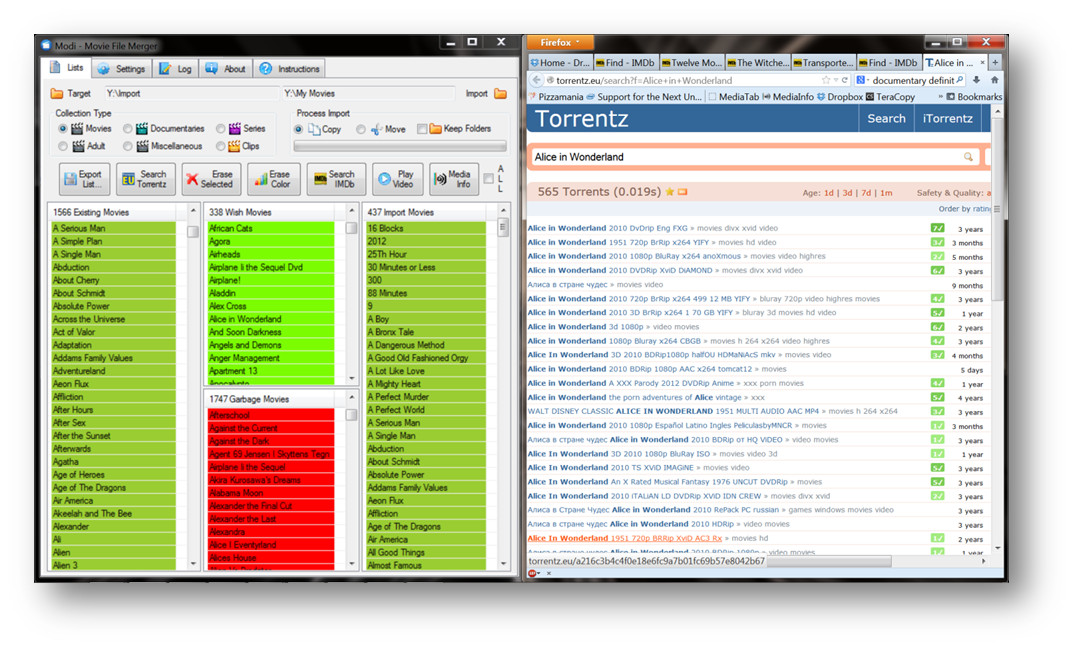 Modi - Movie File Merger
Lists Settings Log About Instructions
Target Y:\Import Y:\My Movies Import
Collection Type
Movies Documentaries Series
Adult Miscellaneous Clips
Process Import
Copy Move Keep Folders
Export List...
Search Torrentz
Erase Selected
Erase Color
Search IMDb
Play Video
Media Info
ALL
1566 Existing Movies
A Serious Man
A Simple Plan
A Single Man
Abduction
About Cherry
About Schmidt
Absolute Power
Across the Universe
Act of Valor
Adaptation
Addams Family Values
Adventureland
Aeon Flux
Affliction
After Hours
After Sex
After the Sunset
Afterwards
Agatha
Age of Heroes
Age of The Dragons
Air America
Akeelah and The Bee
Alexander
Ali
Alien
Alien 3
338 Wish Movies
African Cats
Agora
Airheads
Airplane Ii the Sequel Dvd
Airplane!
Aladdin
Alex Cross
Alice in Wonderland
And Soon Darkness
Angels and Demons
Anger Management
Apartment 13
Apocalypto
1747 Garbage Movies
Afterschool
Against the Current
Against the Dark
Agent 69 Jensen I Skyttens Tegn
Airplane Ii the Sequel
Akira Kurosawa's Dreams
Alabama Moon
Alexander the Final Cut
Alexander the Last
Alexandra
Alice I Eventyrland
Alices House
437 Import Movies
16 Blocks
2012
25Th Hour
30 Minutes or Less
300
88 Minutes
9
A Boy
A Bronx Tale
A Dangerous Method
A Good Old Fashioned Orgy
A Lot Like Love
A Mighty Heart
A Perfect Murder
A Perfect World
A Serious Man
A Single Man
Abduction
About Schmidt
Absolute Power
Addams Family Values
Aeon Flux
Affliction
Age of The Dragons
Air America
All Good Things
Almost Famous
Firefox
Home - Dr... Find - IMDb Twelve Mo... The Witche... Transporte... Find - IMDb Alice in ...
torrentz.eu/search?f=Alice+in+Wonderland documentary definit
Pizzamania Support for the Next Un... MediaTab MediaInfo Dropbox TeraCopy » Bookmarks
Torrentz Search iTorrentz
Alice in Wonderland
565 Torrents (0.019s) Age: 1d | 3d | 7d | 1m Safety & Quality: a
Order by rating
Alice in Wonderland 2010 DvDrip Eng FXG » movies divx xvid video 7✓ 3 years
Alice in Wonderland 1951 720p BrRip x264 YIFY » movies hd video 3 months
Alice in Wonderland 2010 1080p BluRay x264 anoXmous » movies video highres 5 months
Alice in Wonderland 2010 DVDRip XviD DiAMOND » movies divx xvid video 6✓ 3 years
Алиса в стране чудес » movies video 9 months
Alice in Wonderland 2010 720p BrRip x264 499 12 MB YIFY » bluray 720p video highres movies 4✓ 3 years
Alice in Wonderland 2010 3D BrRip x264 1 70 GB YIFY » bluray 3d movies hd video 5✓ 1 year
Alice in Wonderland 3d 1080p » video movies 6✓ 2 years
Alice in Wonderland 1080p Bluray x264 CBGB » movies h 264 x264 video highres 4✓ 3 years
Alice In Wonderland 3D 2010 BDRip1080p halfOU HDMaNiAcS mkv » movies video 4 months
Alice in Wonderland 2010 BDRip 1080p AAC x264 tomcat12 » movies 5 days
Alice in Wonderland A XXX Parody 2012 DVDRip Anime » xxx porn movies 4✓ 1 year
Alice in Wonderland the porn adventures of Alice vintage » xxx 5✓ 4 years
WALT DISNEY CLASSIC ALICE IN WONDERLAND 1951 MULTI AUDIO AAC MP4 » movies h 264 x264 3 years
Alice in Wonderland 2010 1080p Español Latino Ingles PeliculasbyMNCR » movies 3 months
Алиса в стране чудес Alice in Wonderland 2010 BDRip от HQ VIDEO » video movies 3 years
Alice In Wonderland 3D 2010 1080p BluRay ISO » movies video 3d 1 year
Alice In Wonderland 2010 TS XVID IMAGiNE » movies video 5✓ 3 years
Alice In Wonderland An X Rated Musical Fantasy 1976 UNCUT DVDRip » movies 5✓ 3 years
Alice In Wonderland 2010 iTALiAN LD DVDRip XVID IDN CREW » movies divx xvid 3 years
Алиса в Стране Чудес Alice in Wonderland 2010 RePack PC russian » games windows movies video 3 years
Алиса в стране чудес Alice in Wonderland 2010 HDRip » video movies 3 years
Alice In Wonderland 1951 720p BRRip XviD AC3 Rx » movies hd 2 years
Алиса в стране чудес Alice in Wonderland 2010 BDRip » video movies 1 year
torrentz.eu/a216c3b4c4f0e18e6fc9a7b01fc69b57e8042b67